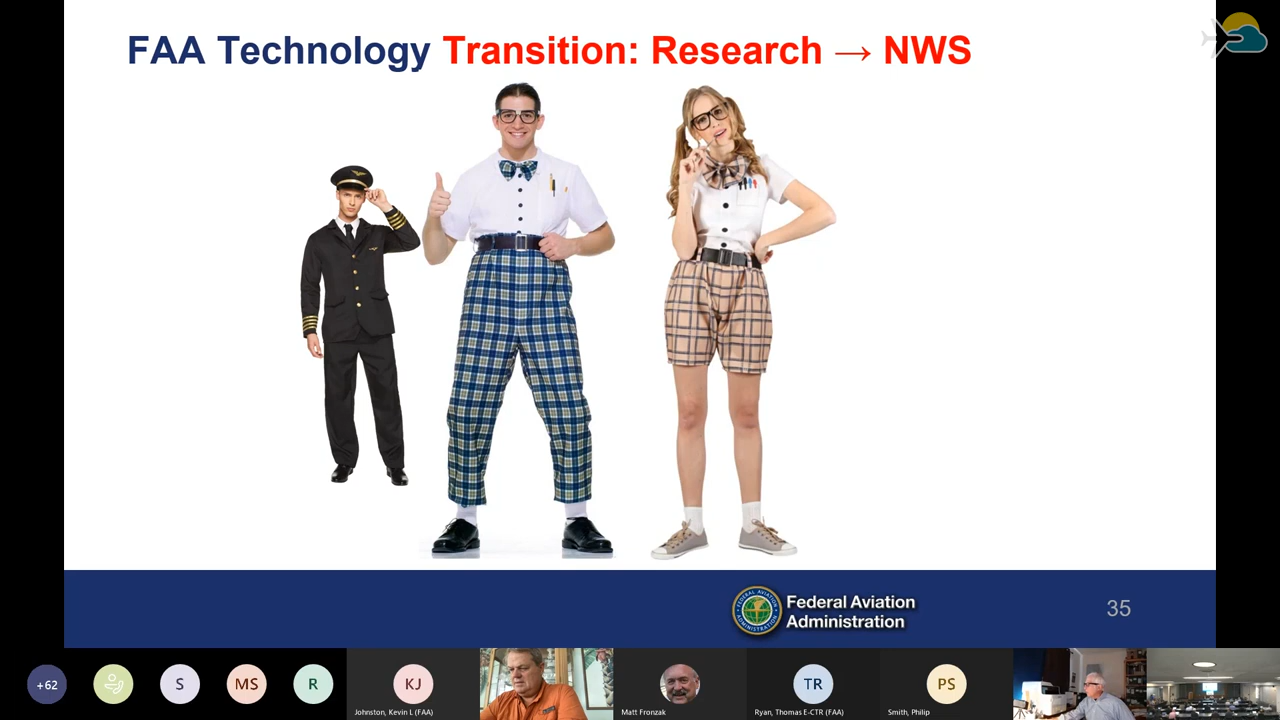 FAA Technology Transition: Research → NWS
Federal Aviation
Administration
35
+62
S
MS
R
KJ
Johnston, Kevin L (FAA)
Matt Fronzak
TR
Ryan, Thomas E-CTR (FAA)
PS
Smith, Philip